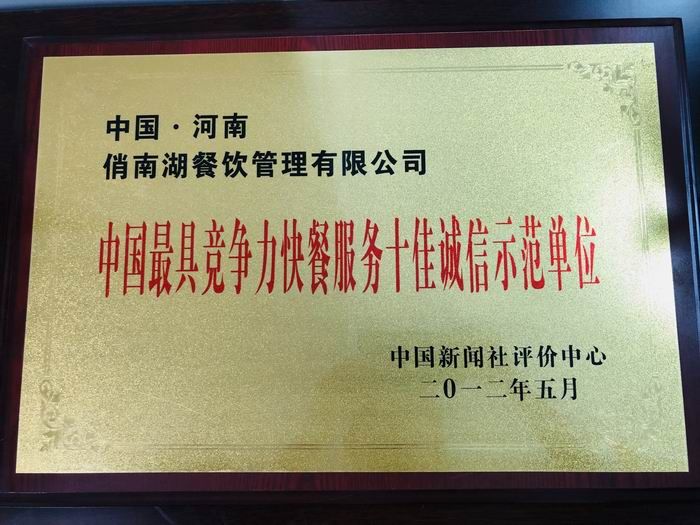 中国·河南
俏南湖餐饮管理有限公司
中国最具竞争力快餐服务十佳诚信示范单位
中国新闻社评价中心
二0一二年五月